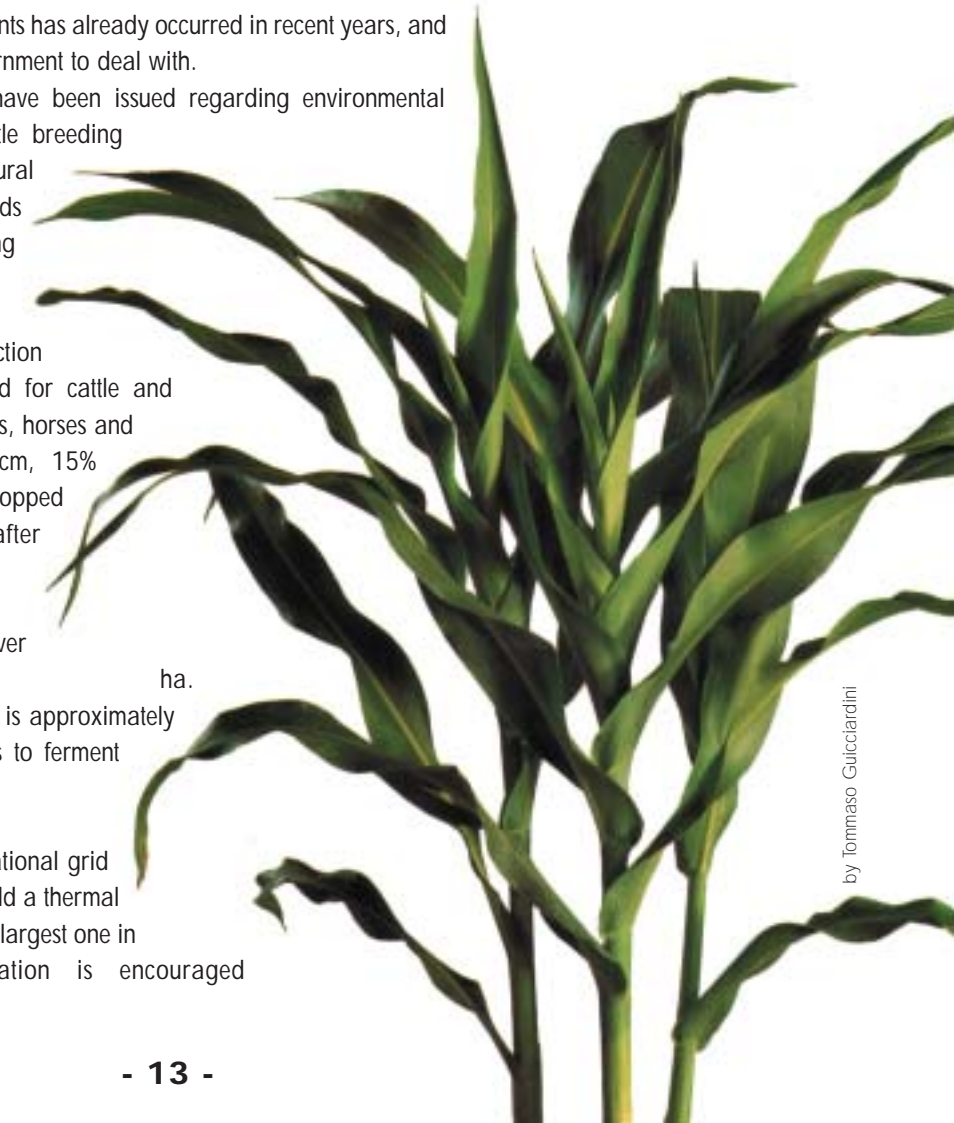 nts has already occurred in recent years, and
rnment to deal with.
have been issued regarding environmental
tle breeding
ural
ds
ng
ction
d for cattle and
s, horses and
cm, 15%
opped
after
ver
ha.
is approximately
s to ferment
ational grid
ld a thermal
largest one in
ation is encouraged
by Tommaso Guicciardini
- 13 -